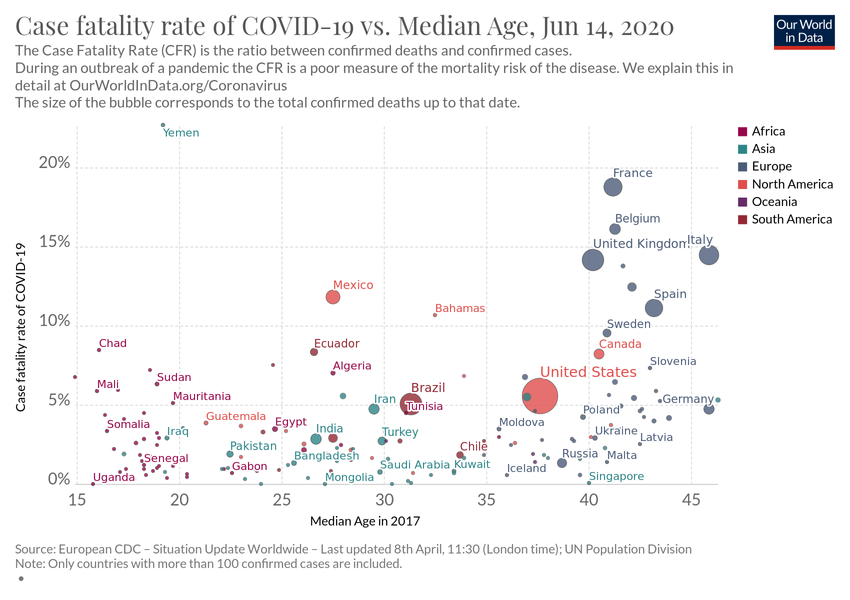 Case fatality rate of COVID-19 vs. Median Age, Jun 14, 2020
Our World
in Data
The Case Fatality Rate (CFR) is the ratio between confirmed deaths and confirmed cases.
During an outbreak of a pandemic the CFR is a poor measure of the mortality risk of the disease. We explain this in
detail at OurWorldInData.org/Coronavirus
The size of the bubble corresponds to the total confirmed deaths up to that date.
Yemen
Africa
Asia
Europe
North America
Oceania
South America
20%
France
Belgium
15%
United Kingdom
Italy
Mexico
Spain
Bahamas
10%
Sweden
Chad
Ecuador
Canada
Algeria
Slovenia
Sudan
United States
Mali
Brazil
Mauritania
5%
Iran
Tunisia
Germany
Poland
Guatemala
Somalia
Egypt
Moldova
Iraq
India
Turkey
Ukraine
Latvia
Pakistan
Chile
Senegal
Bangladesh
Russia
Malta
Gabon
Saudi Arabia
Kuwait
Iceland
Uganda
Mongolia
Singapore
0%
15
20
25
30
35
40
45
Case fatality rate of COVID-19
Median Age in 2017
Source: European CDC – Situation Update Worldwide – Last updated 8th April, 11:30 (London time); UN Population Division
Note: Only countries with more than 100 confirmed cases are included.